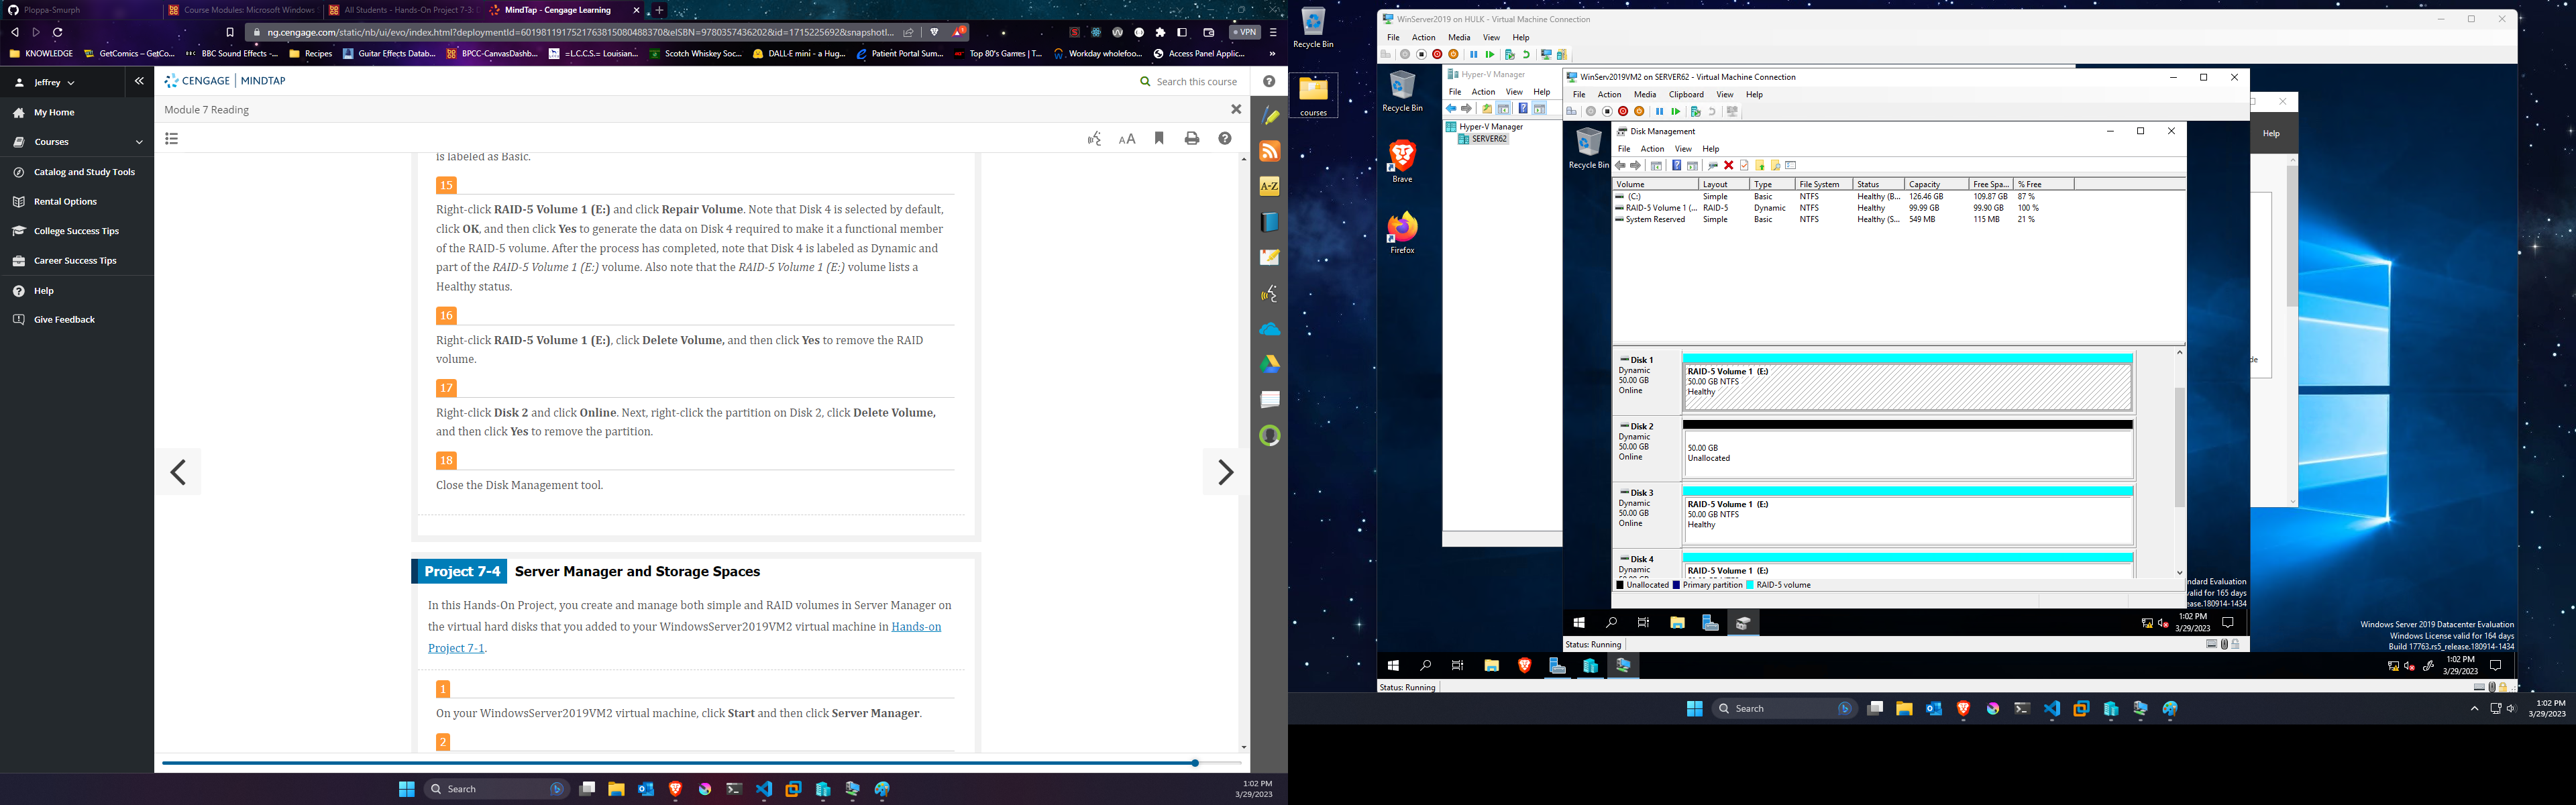 Ploppa-Smurph
Course Modules: Microsoft Windows S
All Students - Hands-On Project 7-3: D
MindTap - Cengage Learning
ng.cengage.com/static/nb/ui/evo/index.html?deploymentId=6019811917521763815080488370&eISBN=9780357436202&id=1715225692&snapshotI...
VPN
KNOWLEDGE
GetComics – GetCo...
BBC Sound Effects -...
Recipes
Guitar Effects Datab...
BPCC-CanvasDashb...
=L.C.C.S.= Louisian...
Scotch Whiskey Soc...
DALL·E mini - a Hug...
Patient Portal Sum...
Top 80's Games | T...
Workday wholefoo...
Access Panel Applic...
Jeffrey
My Home
Courses
Catalog and Study Tools
Rental Options
College Success Tips
Career Success Tips
Help
Give Feedback
CENGAGE | MINDTAP
Search this course
Module 7 Reading
is labeled as Basic.
15
Right-click RAID-5 Volume 1 (E:) and click Repair Volume. Note that Disk 4 is selected by default,
click OK, and then click Yes to generate the data on Disk 4 required to make it a functional member
of the RAID-5 volume. After the process has completed, note that Disk 4 is labeled as Dynamic and
part of the RAID-5 Volume 1 (E:) volume. Also note that the RAID-5 Volume 1 (E:) volume lists a
Healthy status.
16
Right-click RAID-5 Volume 1 (E:), click Delete Volume, and then click Yes to remove the RAID
volume.
17
Right-click Disk 2 and click Online. Next, right-click the partition on Disk 2, click Delete Volume,
and then click Yes to remove the partition.
18
Close the Disk Management tool.
Project 7-4 Server Manager and Storage Spaces
In this Hands-On Project, you create and manage both simple and RAID volumes in Server Manager on
the virtual hard disks that you added to your WindowsServer2019VM2 virtual machine in Hands-on
Project 7-1.
1
On your WindowsServer2019VM2 virtual machine, click Start and then click Server Manager.
2
A-Z
Search
1:02 PM
3/29/2023
Recycle Bin
courses
WinServer2019 on HULK - Virtual Machine Connection
File Action Media View Help
Recycle Bin
Brave
Firefox
Hyper-V Manager
File Action View Help
Hyper-V Manager
SERVER62
WinServ2019VM2 on SERVER62 - Virtual Machine Connection
File Action Media Clipboard View Help
Recycle Bin
Disk Management
File Action View Help
Volume Layout Type File System Status Capacity Free Spa... % Free
(C:) Simple Basic NTFS Healthy (B... 126.46 GB 109.87 GB 87 %
RAID-5 Volume 1 (... RAID-5 Dynamic NTFS Healthy 99.99 GB 99.90 GB 100 %
System Reserved Simple Basic NTFS Healthy (S... 549 MB 115 MB 21 %
Disk 1
Dynamic
50.00 GB
Online
RAID-5 Volume 1 (E:)
50.00 GB NTFS
Healthy
Disk 2
Dynamic
50.00 GB
Online
50.00 GB
Unallocated
Disk 3
Dynamic
50.00 GB
Online
RAID-5 Volume 1 (E:)
50.00 GB NTFS
Healthy
Disk 4
Dynamic
RAID-5 Volume 1 (E:)
Unallocated Primary partition RAID-5 volume
Help
de
ndard Evaluation
valid for 165 days
ease.180914-1434
1:02 PM
3/29/2023
Status: Running
Windows Server 2019 Datacenter Evaluation
Windows License valid for 164 days
Build 17763.rs5_release.180914-1434
1:02 PM
3/29/2023
Status: Running
Search
1:02 PM
3/29/2023